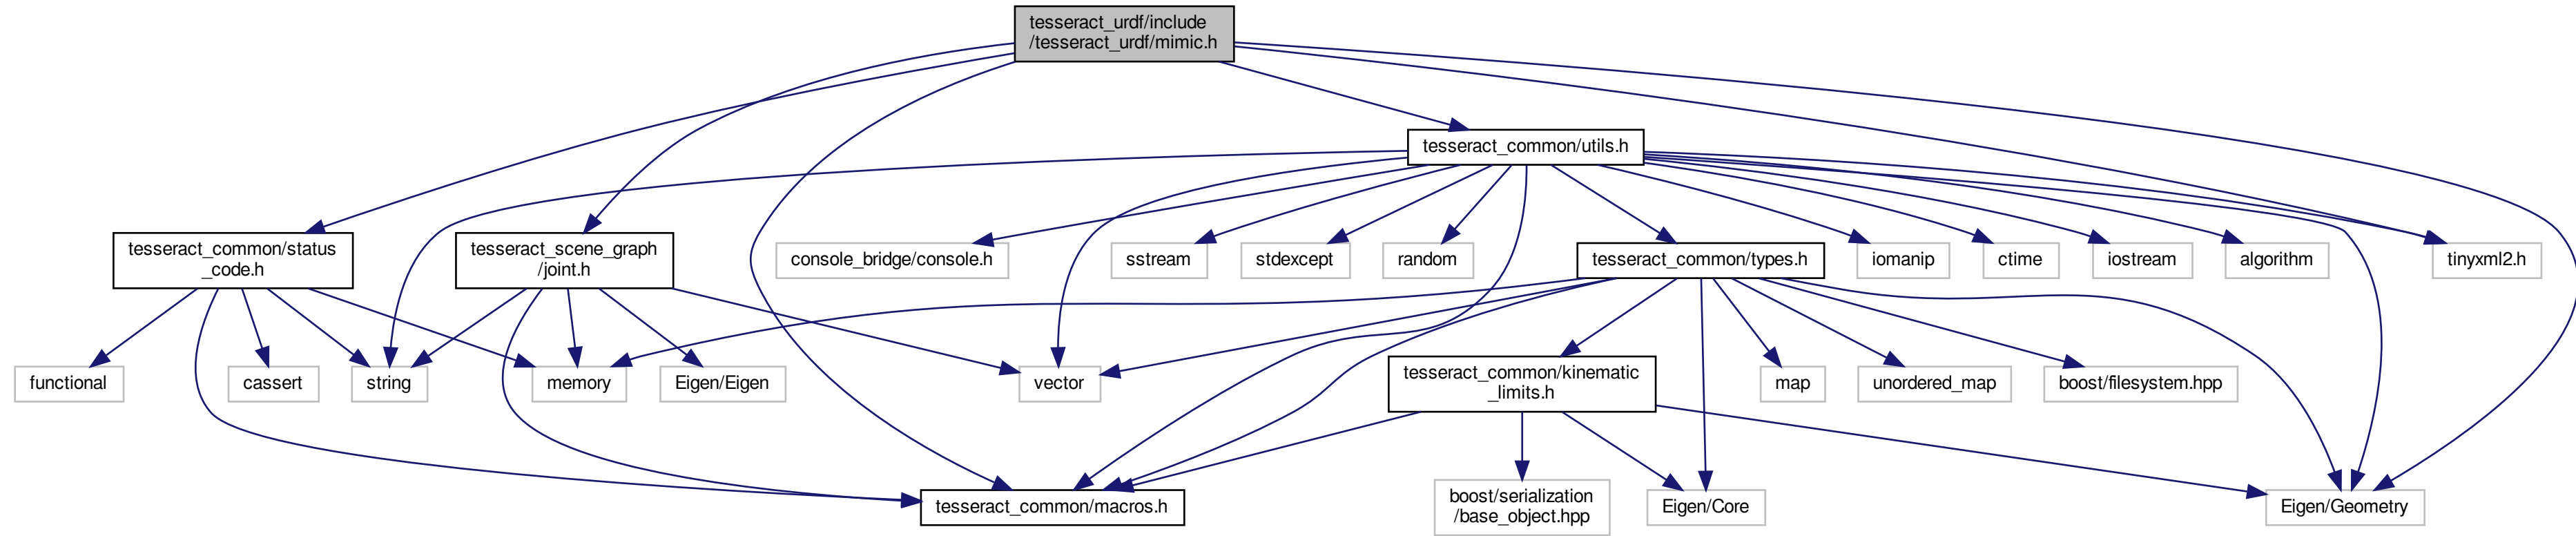 tesseract_urdf/include
/tesseract_urdf/mimic.h
tesseract_common/utils.h
tesseract_common/status
_code.h
tesseract_scene_graph
/joint.h
console_bridge/console.h
sstream
stdexcept
random
tesseract_common/types.h
iomanip
ctime
iostream
algorithm
tinyxml2.h
functional
cassert
string
memory
Eigen/Eigen
vector
tesseract_common/kinematic
_limits.h
map
unordered_map
boost/filesystem.hpp
tesseract_common/macros.h
boost/serialization
/base_object.hpp
Eigen/Core
Eigen/Geometry